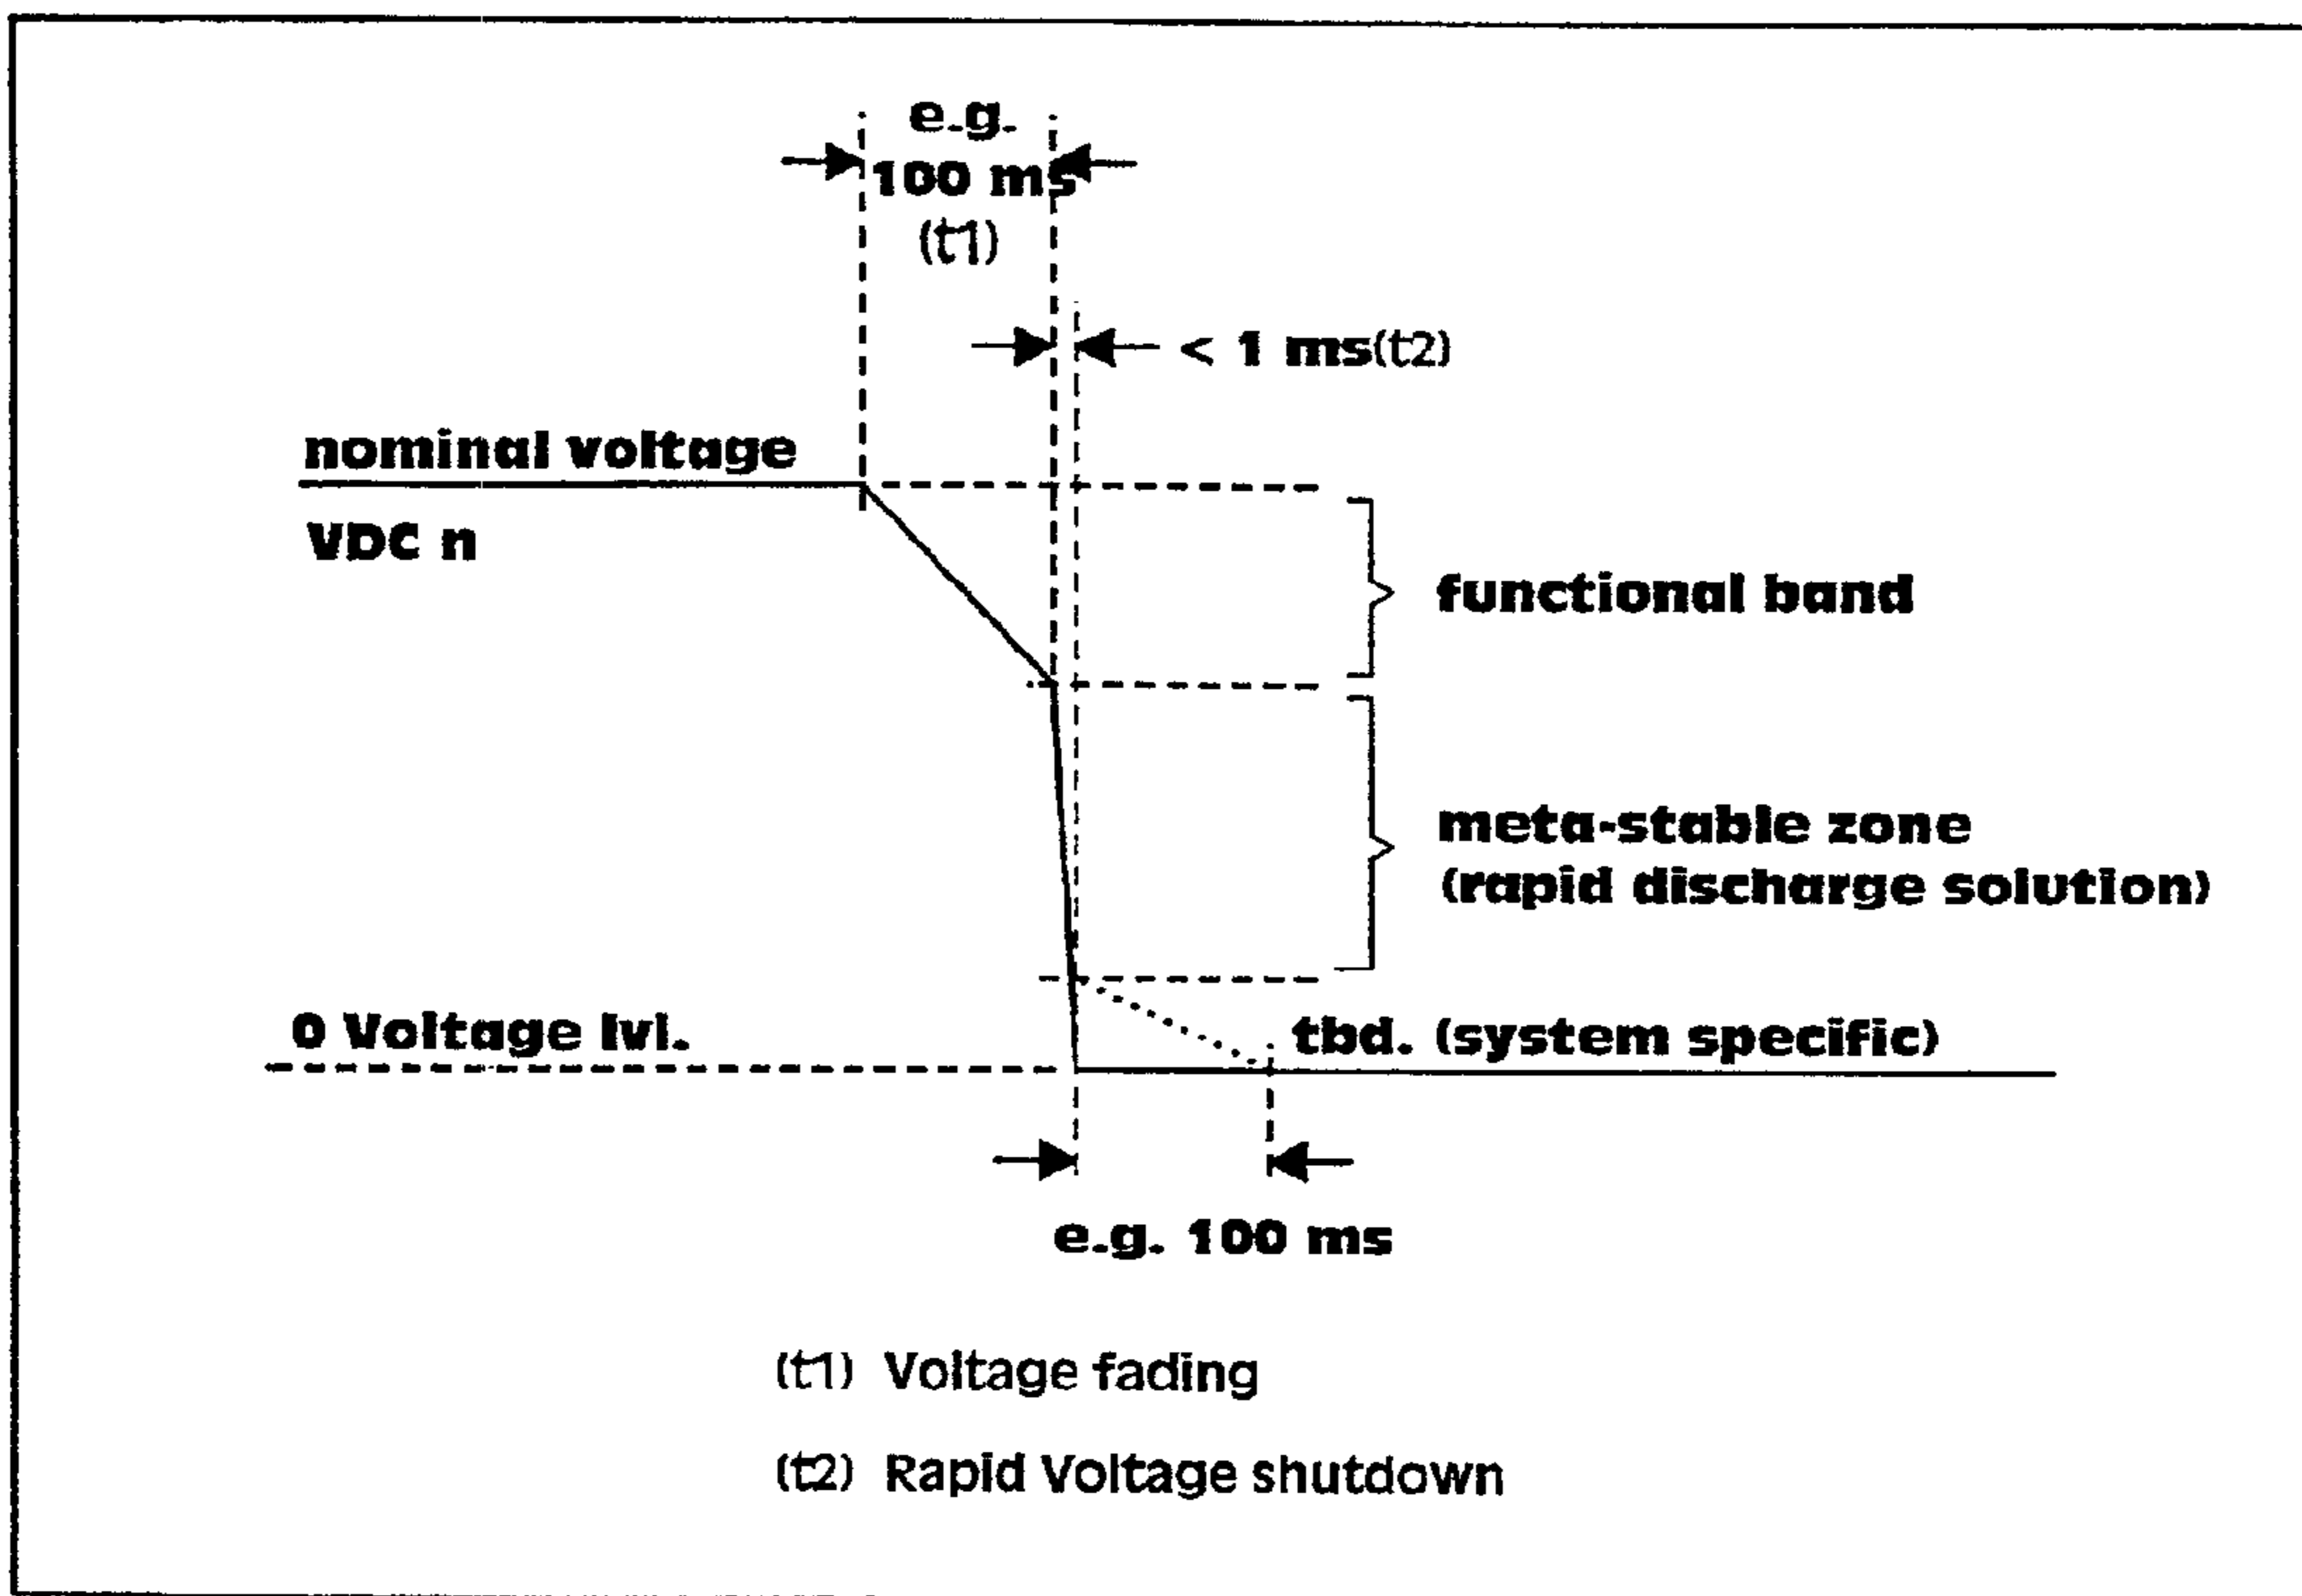 e.g.
100 ms
(t1)
< 1 ms(t2)
nominal voltage
VDC n
functional band
meta-stable zone
(rapid discharge solution)
0 Voltage lvl.
tbd. (system specific)
e.g. 100 ms
(t1) Voltage fading
(t2) Rapid Voltage shutdown